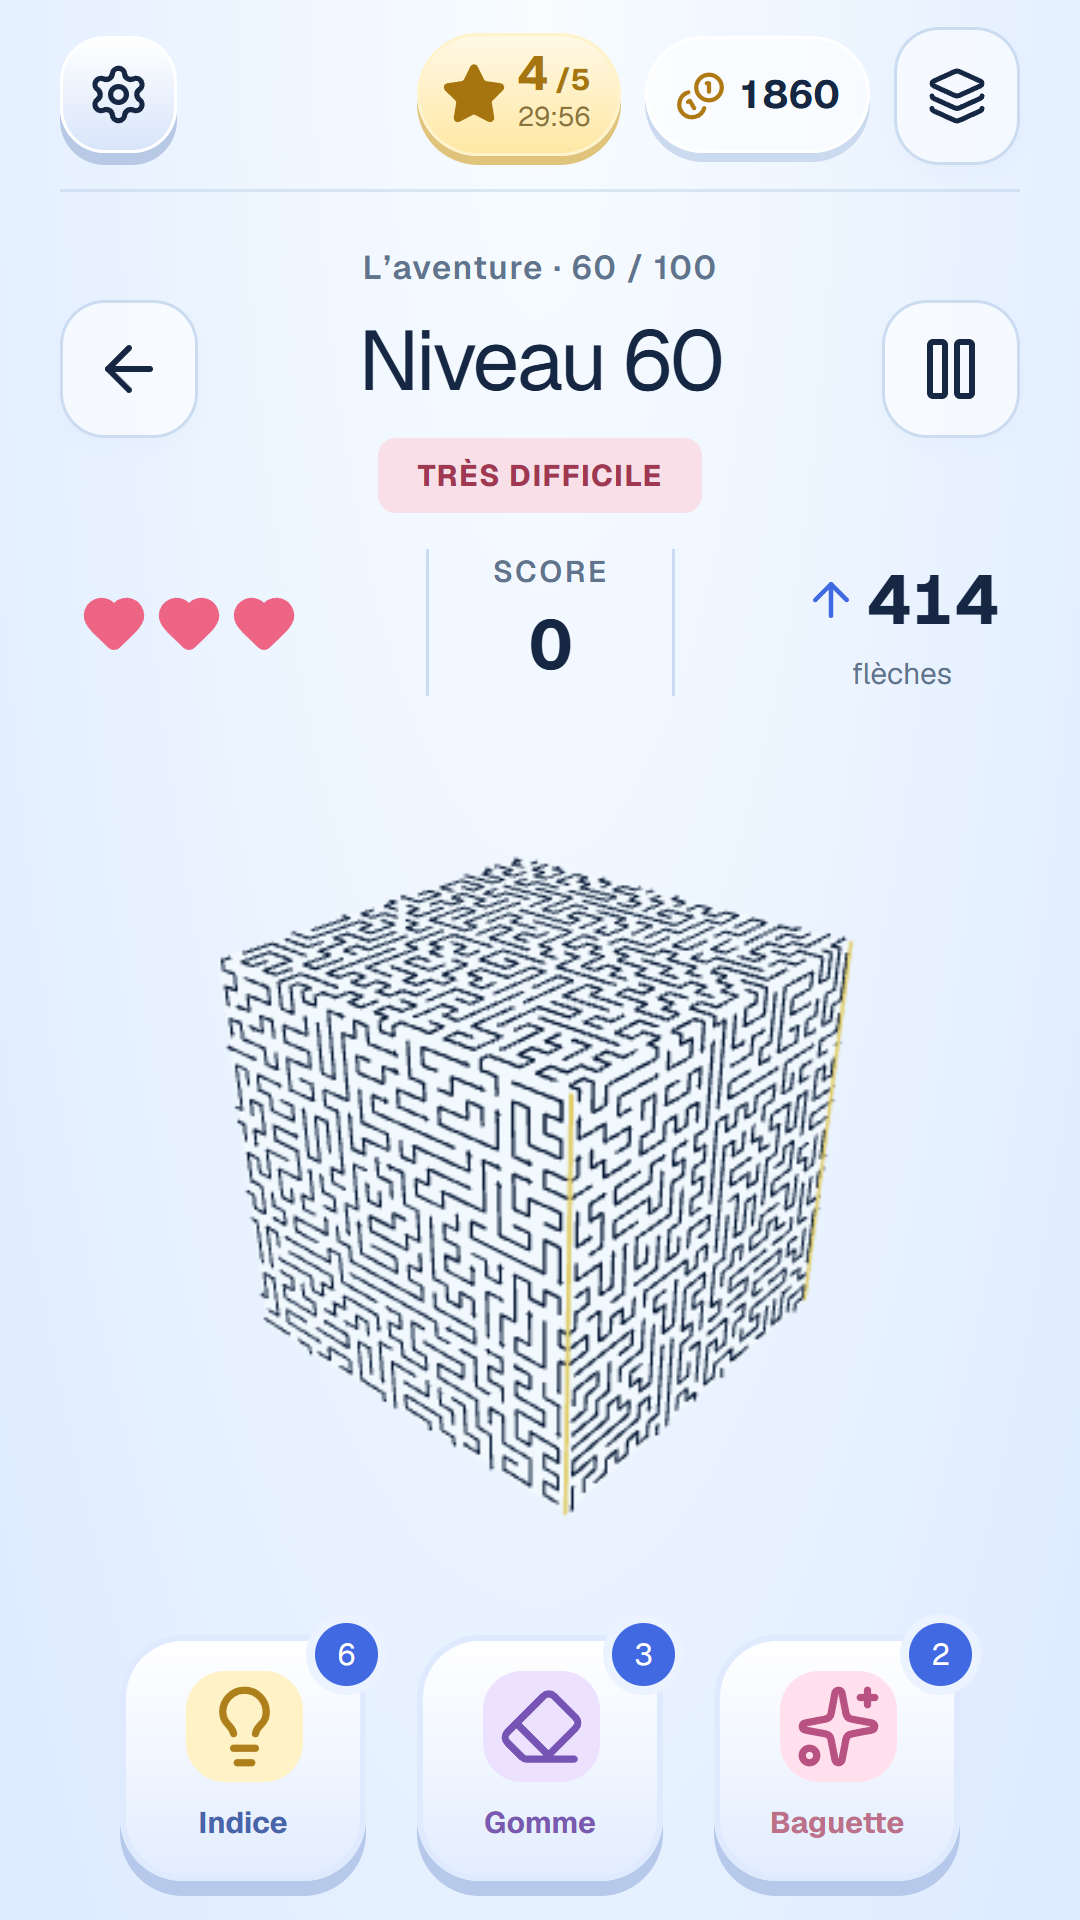 4 /5
29:56
1860
L’aventure · 60 / 100
Niveau 60
TRÈS DIFFICILE
SCORE
0
414
flèches
6
3
2
Indice
Gomme
Baguette